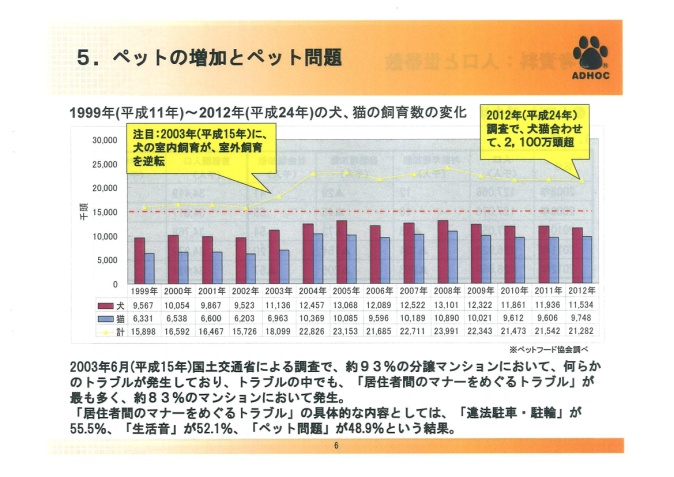 5．ペットの増加とペット問題
ADHOC
1999年(平成11年)～2012年(平成24年)の犬、猫の飼育数の変化
注目：2003年(平成15年)に、
犬の室内飼育が、室外飼育
を逆転
2012年(平成24年)
調査で、犬猫合わせ
て、2，100万頭超
千頭
30,000
25,000
20,000
15,000
10,000
5,000
0
1999年 2000年 2001年 2002年 2003年 2004年 2005年 2006年 2007年 2008年 2009年 2010年 2011年 2012年
犬 9,567 10,054 9,867 9,523 11,136 12,457 13,068 12,089 12,522 13,101 12,322 11,861 11,936 11,534
猫 6,331 6,538 6,600 6,203 6,963 10,369 10,085 9,596 10,189 10,890 10,021 9,612 9,606 9,748
計 15,898 16,592 16,467 15,726 18,099 22,826 23,153 21,685 22,711 23,991 22,343 21,473 21,542 21,282
※ペットフード協会調べ
2003年6月(平成15年)国土交通省による調査で、約９３％の分譲マンションにおいて、何らか
のトラブルが発生しており、トラブルの中でも、「居住者間のマナーをめぐるトラブル」が
最も多く、約８３％のマンションにおいて発生。
「居住者間のマナーをめぐるトラブル」の具体的な内容としては、「違法駐車・駐輪」が
55.5％、「生活音」が52.1％、「ペット問題」が48.9％という結果。
6